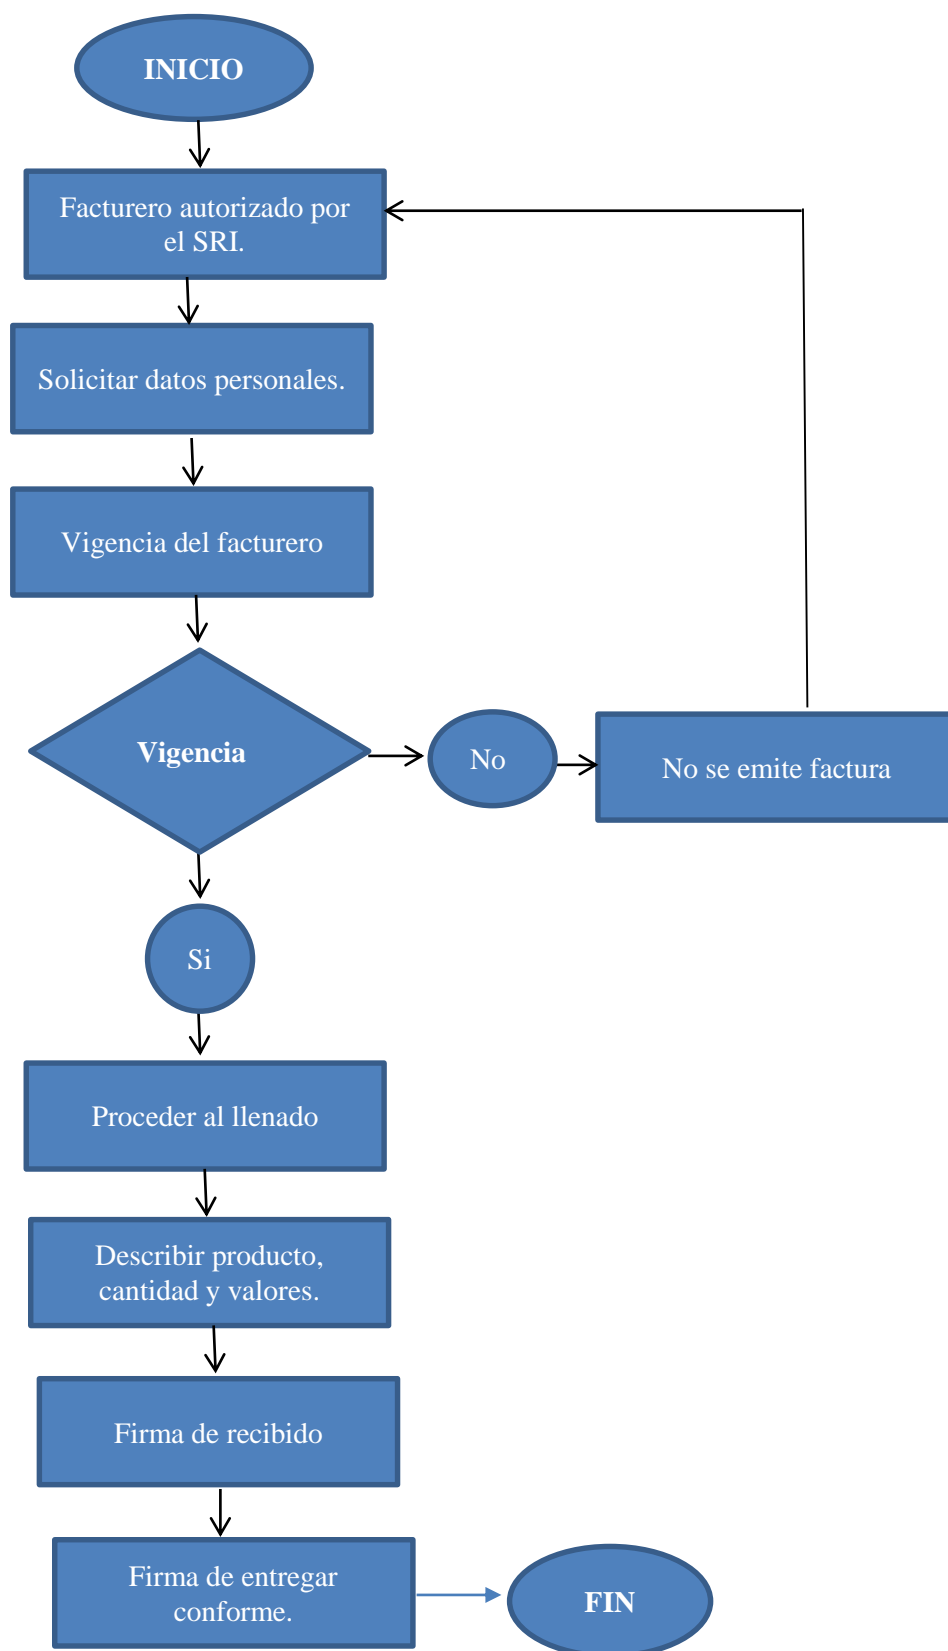 INICIO
Facturero autorizado por
el SRI.
Solicitar datos personales.
Vigencia del facturero
Vigencia
No
No se emite factura
Si
Proceder al llenado
Describir producto,
cantidad y valores.
Firma de recibido
Firma de entregar
conforme.
FIN